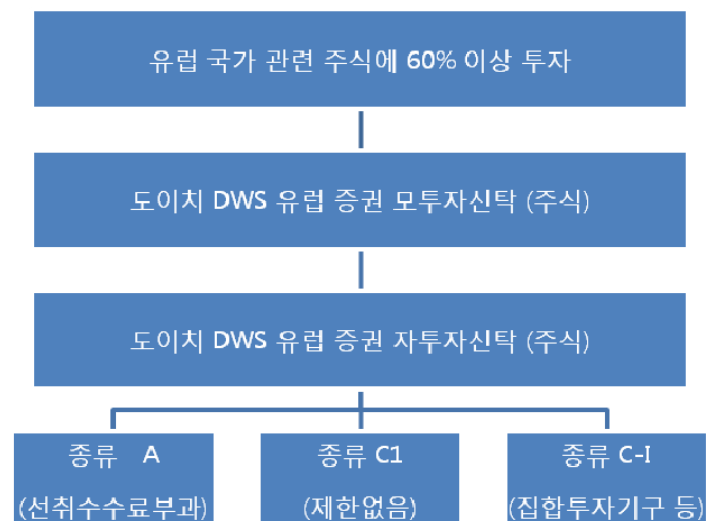 유럽 국가 관련 주식에 60% 이상 투자
도이치 DWS 유럽 증권 모투자신탁 (주식)
도이치 DWS 유럽 증권 자투자신탁 (주식)
종류 A
(선취수수료부과)
종류 C1
(제한없음)
종류 C-I
(집합투자기구 등)